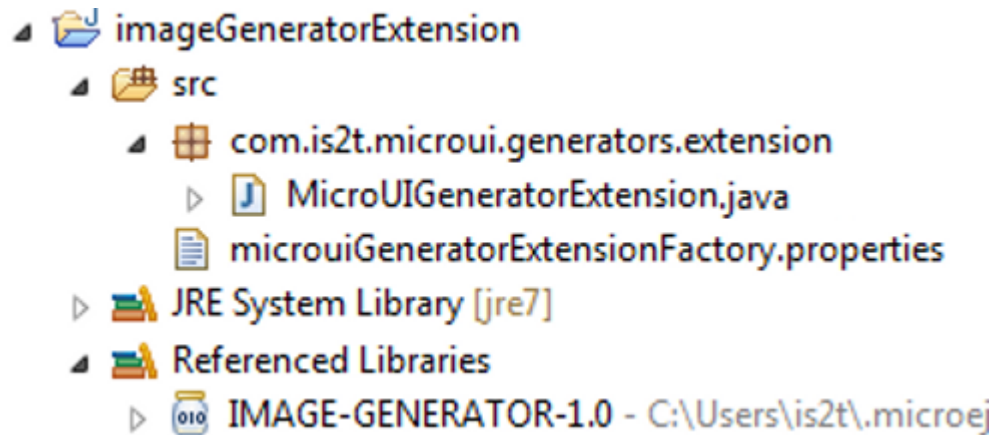 imageGeneratorExtension
src
com.is2t.microui.generators.extension
MicroUIGeneratorExtension.java
microuiGeneratorExtensionFactory.properties
JRE System Library [jre7]
Referenced Libraries
IMAGE-GENERATOR-1.0 - C:\Users\is2t\.microej